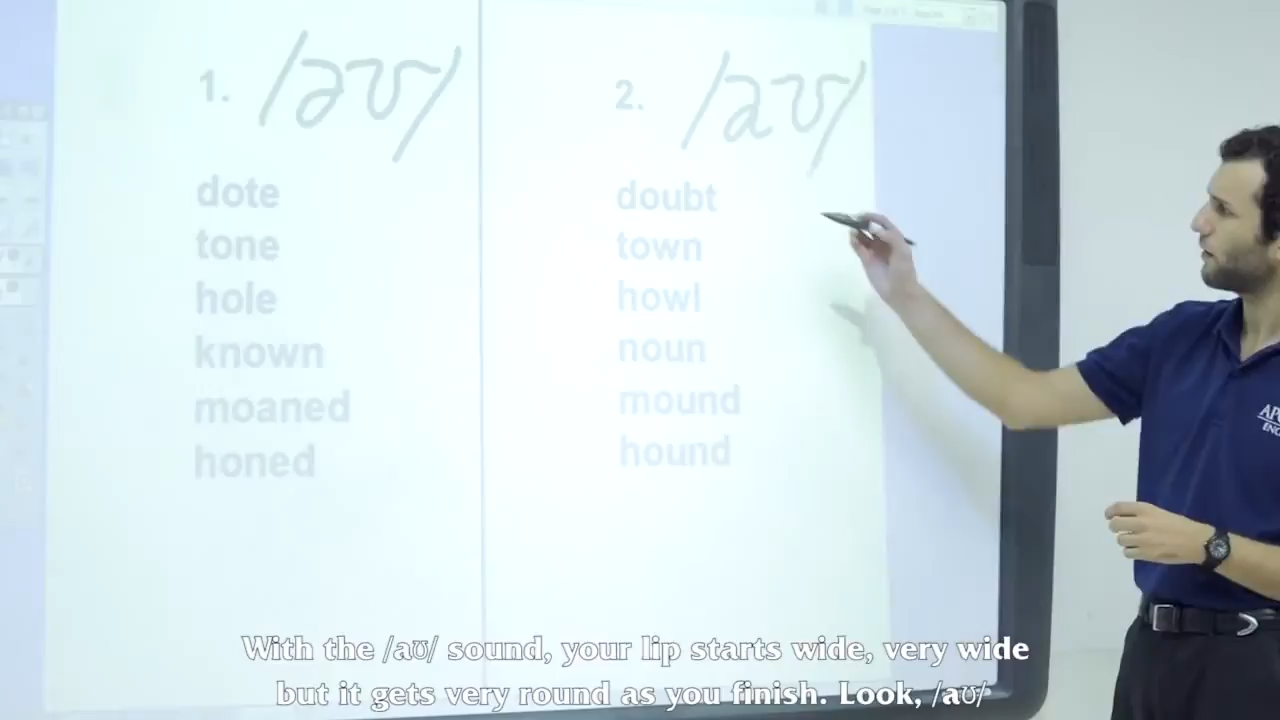 1. /əʊ/
dote
tone
hole
known
moaned
honed
2. /aʊ/
doubt
town
howl
noun
mound
hound
With the /aʊ/ sound, your lip starts wide, very wide
but it gets very round as you finish. Look, /aʊ/